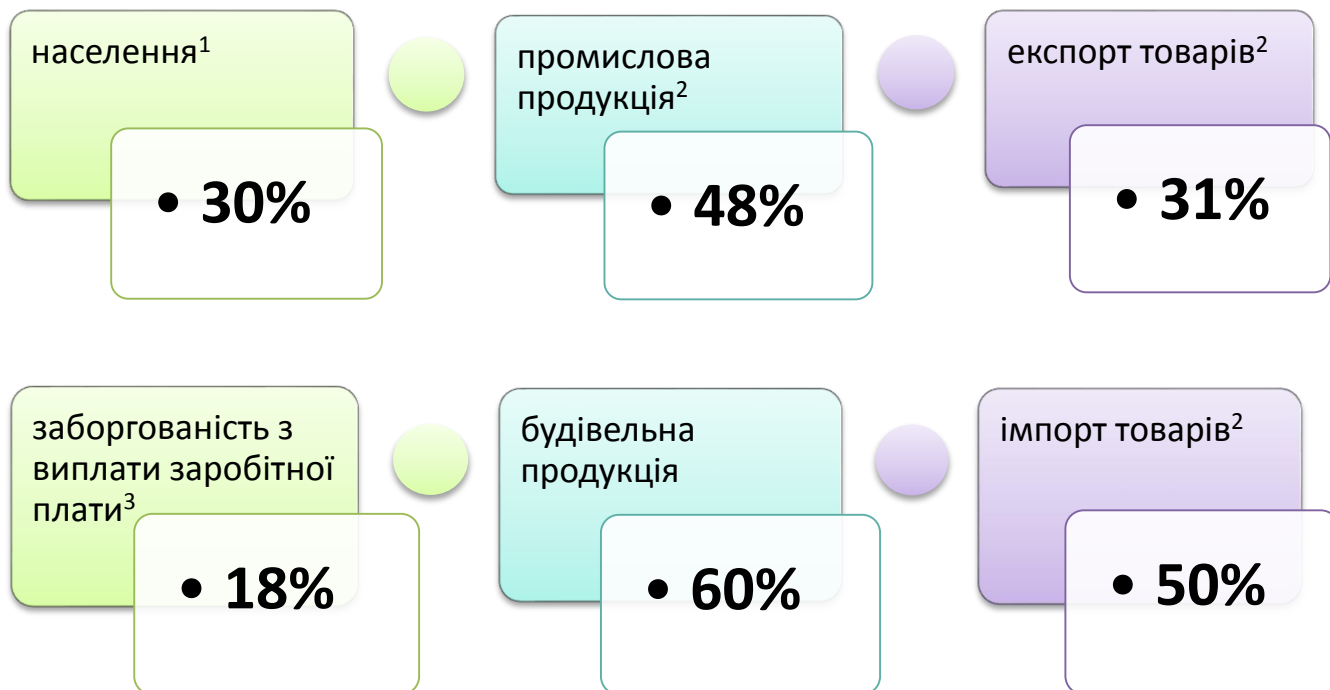 населення¹
• 30%
промислова
продукція²
• 48%
експорт товарів²
• 31%
заборгованість з
виплати заробітної
плати³
• 18%
будівельна
продукція
• 60%
імпорт товарів²
• 50%